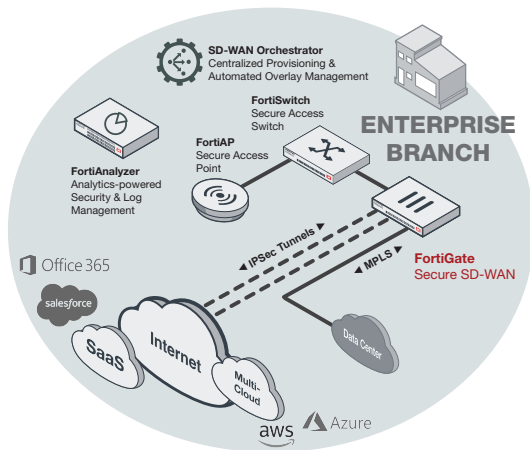 SD-WAN Orchestrator
Centralized Provisioning &
Automated Overlay Management
FortiSwitch
Secure Access
Switch
ENTERPRISE
BRANCH
FortiAP
Secure Access
Point
FortiAnalyzer
Analytics-powered
Security & Log
Management
IPSec Tunnels
MPLS
FortiGate
Secure SD-WAN
Office 365
salesforce
SaaS
Internet
Multi-
Cloud
Data Center
aws
Azure